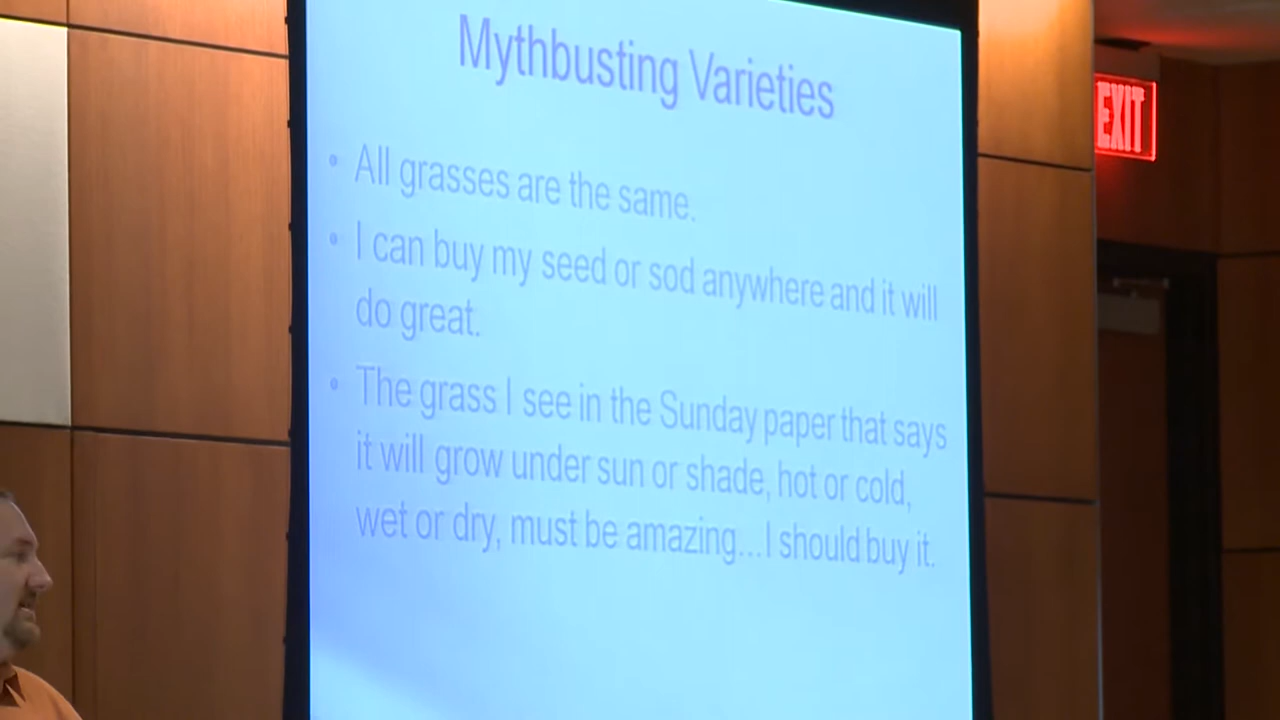 Mythbusting Varieties
• All grasses are the same.
• I can buy my seed or sod anywhere and it will
do great.
• The grass I see in the Sunday paper that says
it will grow under sun or shade, hot or cold,
wet or dry, must be amazing...I should buy it.
EXIT